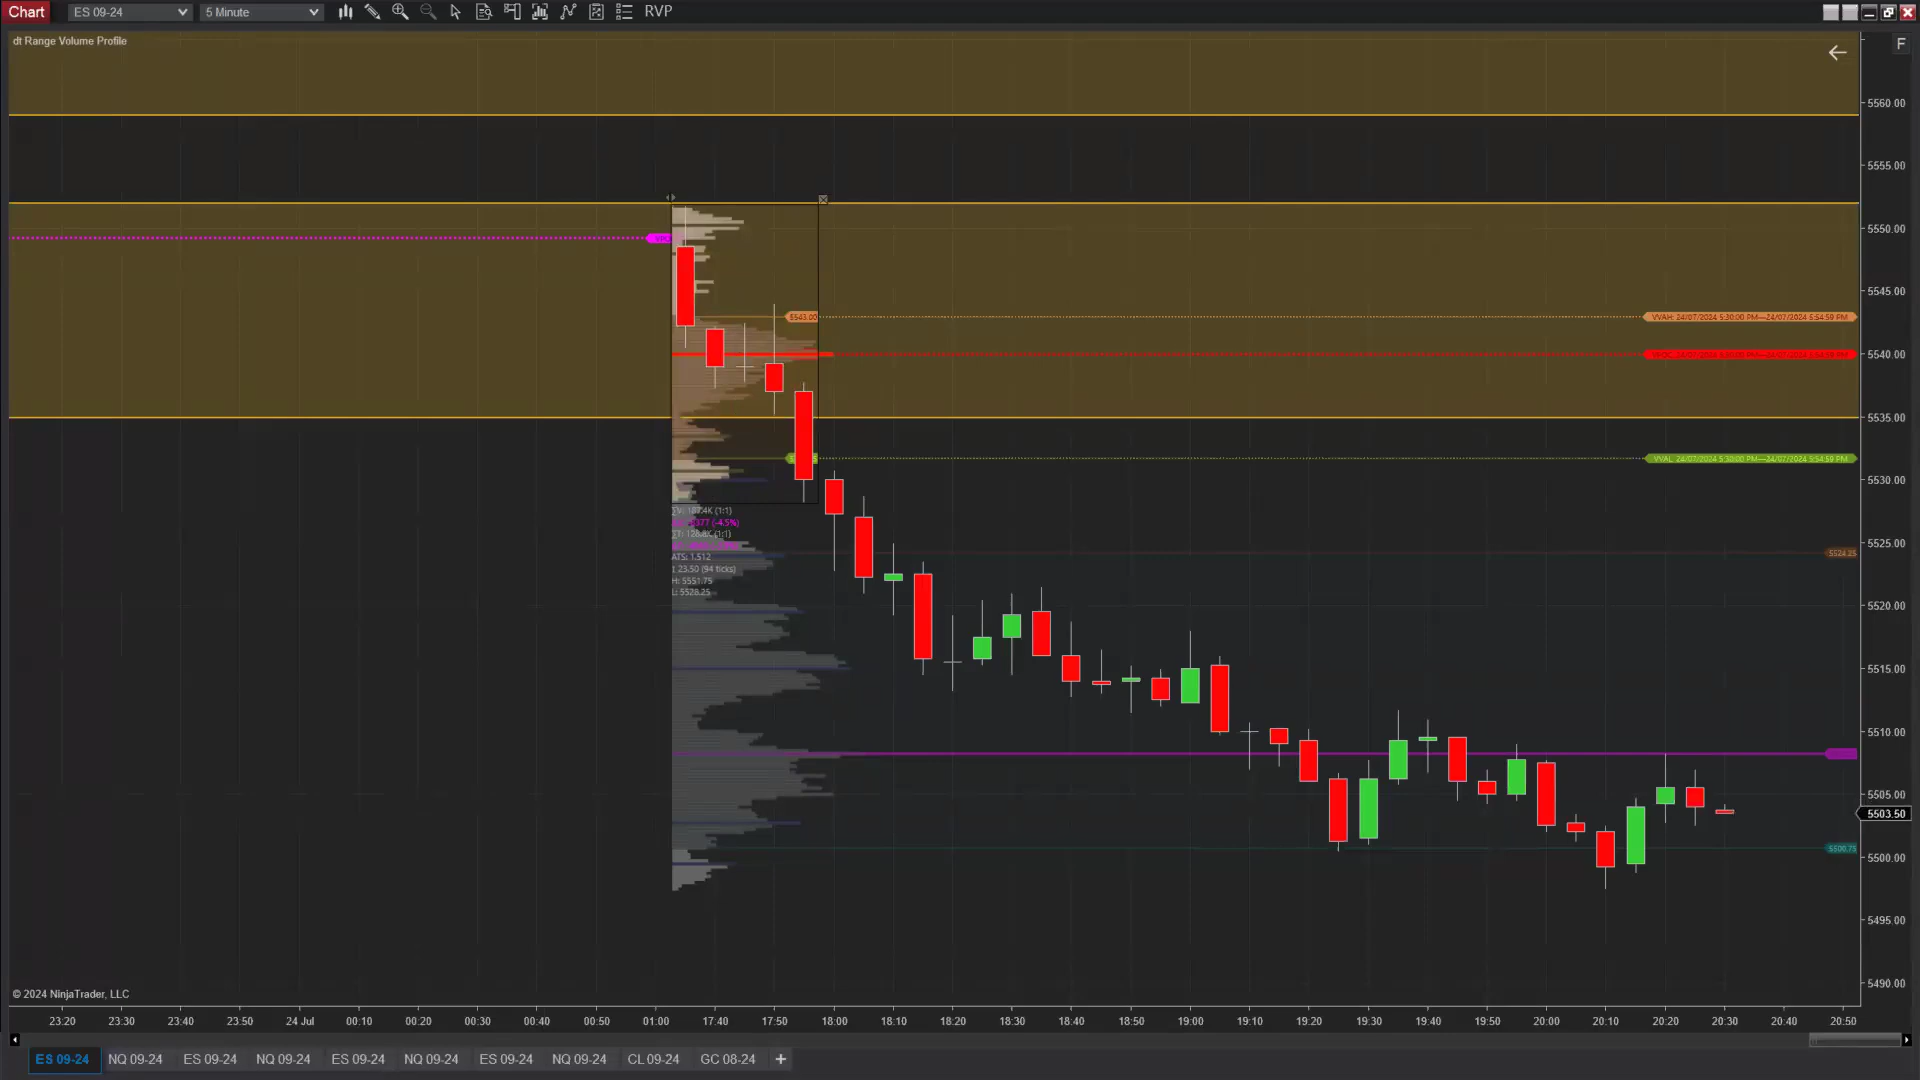 Chart ES 09-24 5 Minute RVP
dt Range Volume Profile
F
5560.00
5555.00
5550.00
5545.00
5543.00
VVAH: 24/07/2024 5:30:00 PM—24/07/2024 5:54:59 PM
VPOC: 24/07/2024 5:30:00 PM—24/07/2024 5:54:59 PM
5540.00
5535.00
VVAL: 24/07/2024 5:30:00 PM—24/07/2024 5:54:59 PM
5530.00
∑V: 187.4K (1:1)
377 (-4.5%)
∑T: 128.8K (1:1)
ATS: 1.512
↕ 23.50 (94 ticks)
H: 5551.75
L: 5528.25
5525.00
5524.25
5520.00
5515.00
5510.00
5505.00
5503.50
5500.75
5500.00
5495.00
5490.00
© 2024 NinjaTrader, LLC
23:20 23:30 23:40 23:50 24 Jul 00:10 00:20 00:30 00:40 00:50 01:00 17:40 17:50 18:00 18:10 18:20 18:30 18:40 18:50 19:00 19:10 19:20 19:30 19:40 19:50 20:00 20:10 20:20 20:30 20:40 20:50
ES 09-24 NQ 09-24 ES 09-24 NQ 09-24 ES 09-24 NQ 09-24 ES 09-24 NQ 09-24 CL 09-24 GC 08-24 +